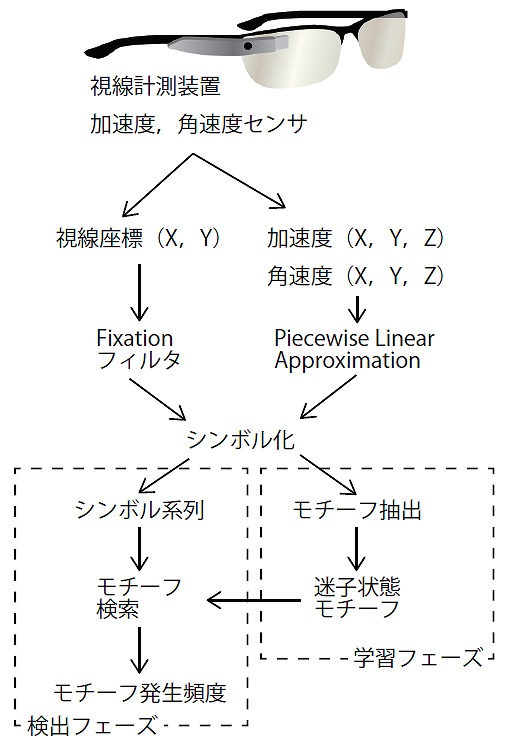 視線計測装置
加速度，角速度センサ
視線座標（X，Y）
加速度（X，Y，Z）
角速度（X，Y，Z）
Fixation
フィルタ
Piecewise Linear
Approximation
シンボル化
シンボル系列
モチーフ抽出
モチーフ
検索
迷子状態
モチーフ
学習フェーズ
モチーフ発生頻度
検出フェーズ